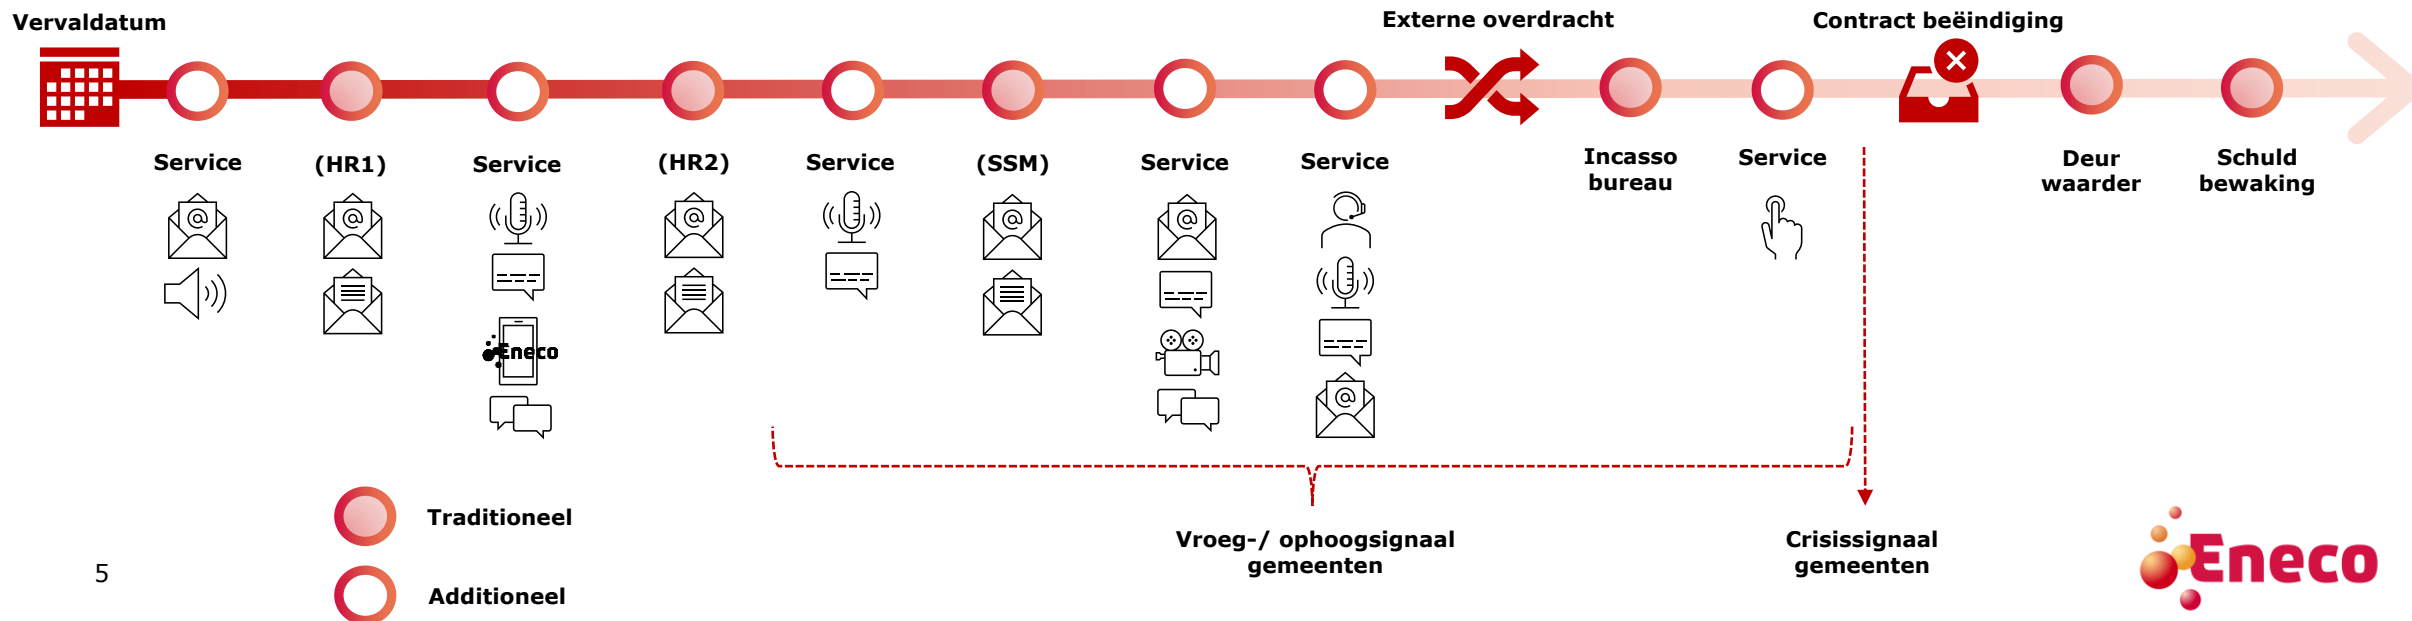 Vervaldatum
Externe overdracht
Contract beëindiging
Service
(HR1)
Service
(HR2)
Service
(SSM)
Service
Service
Incasso
bureau
Service
Deur
waarder
Schuld
bewaking
@
@
@
@
@
@
Eneco
Traditioneel
Additioneel
Vroeg-/ ophoogsignaal
gemeenten
Crisissignaal
gemeenten
5
Eneco